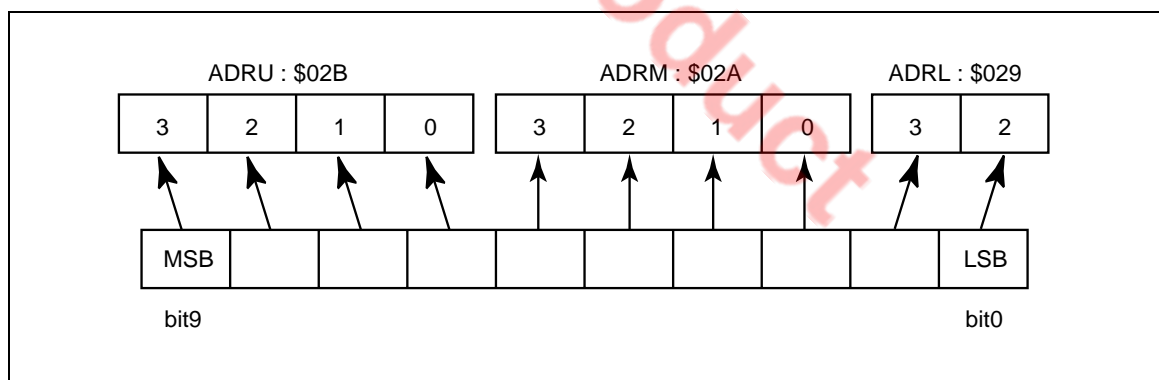 ADRU : $02B ADRM : $02A ADRL : $029
3 2 1 0 3 2 1 0 3 2
MSB LSB
bit9 bit0
oduct